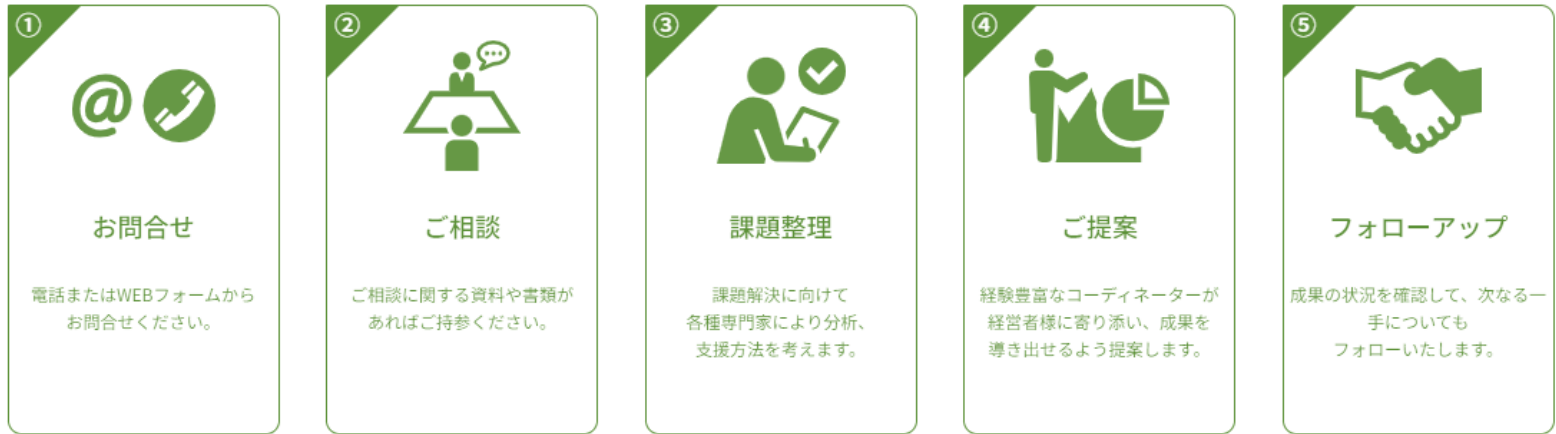 ①
お問合せ
電話またはWEBフォームから
お問合せください。
②
ご相談
ご相談に関する資料や書類が
あればご持参ください。
③
課題整理
課題解決に向けて
各種専門家により分析、
支援方法を考えます。
④
ご提案
経験豊富なコーディネーターが
経営者様に寄り添い、成果を
導き出せるよう提案します。
⑤
フォローアップ
成果の状況を確認して、次なる一
手についても
フォローいたします。